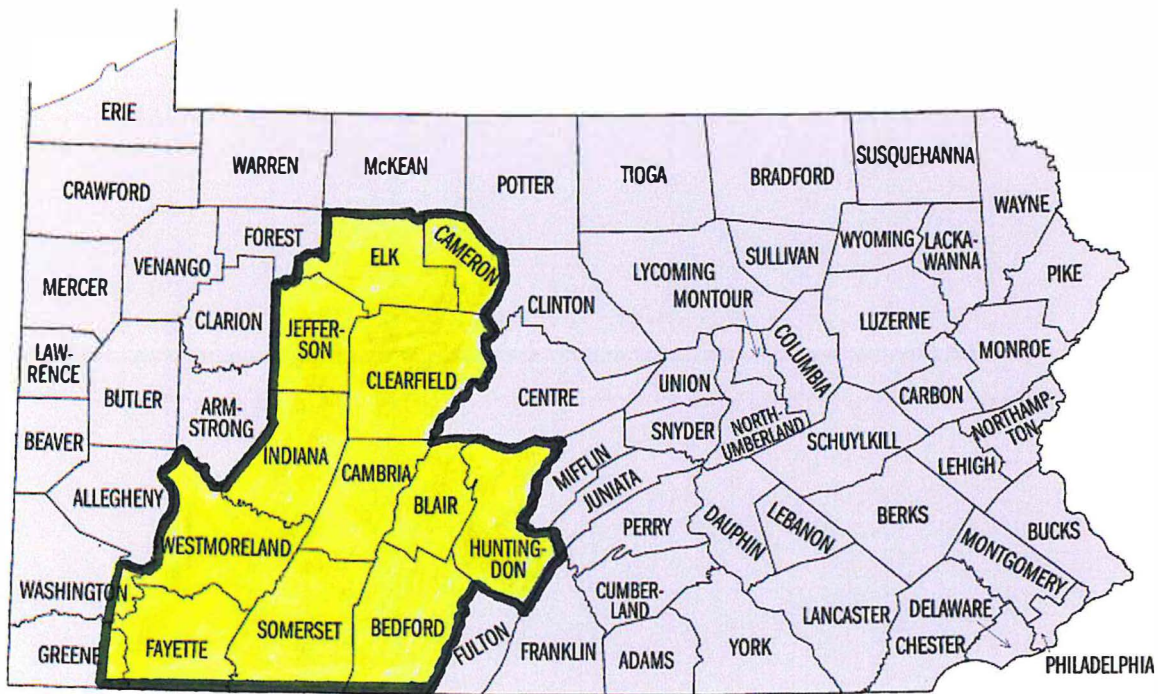 ERIE
WARREN
McKEAN
POTTER
TIOGA
BRADFORD
SUSQUEHANNA
CRAWFORD
WAYNE
FOREST
ELK
CAMERON
VENANGO
LYCOMING
SULLIVAN
WYOMING
LACKA-
WANNA
PIKE
MERCER
CLARION
JEFFER-
SON
CLINTON
MONTOUR
LUZERNE
LAW-
RENCE
BUTLER
ARM-
STRONG
CLEARFIELD
CENTRE
UNION
COLUMBIA
CARBON
MONROE
BEAVER
INDIANA
SNYDER
NORTH-
UMBERLAND
SCHUYLKILL
NORTHAMP-
TON
ALLEGHENY
CAMBRIA
BLAIR
MIFFLIN
JUNIATA
LEHIGH
WESTMORELAND
HUNTING-
DON
PERRY
DAUPHIN
LEBANON
BERKS
BUCKS
MONTGOMERY
WASHINGTON
CUMBER-
LAND
LANCASTER
DELAWARE
GREENE
FAYETTE
SOMERSET
BEDFORD
FULTON
FRANKLIN
ADAMS
YORK
CHESTER
PHILADELPHIA